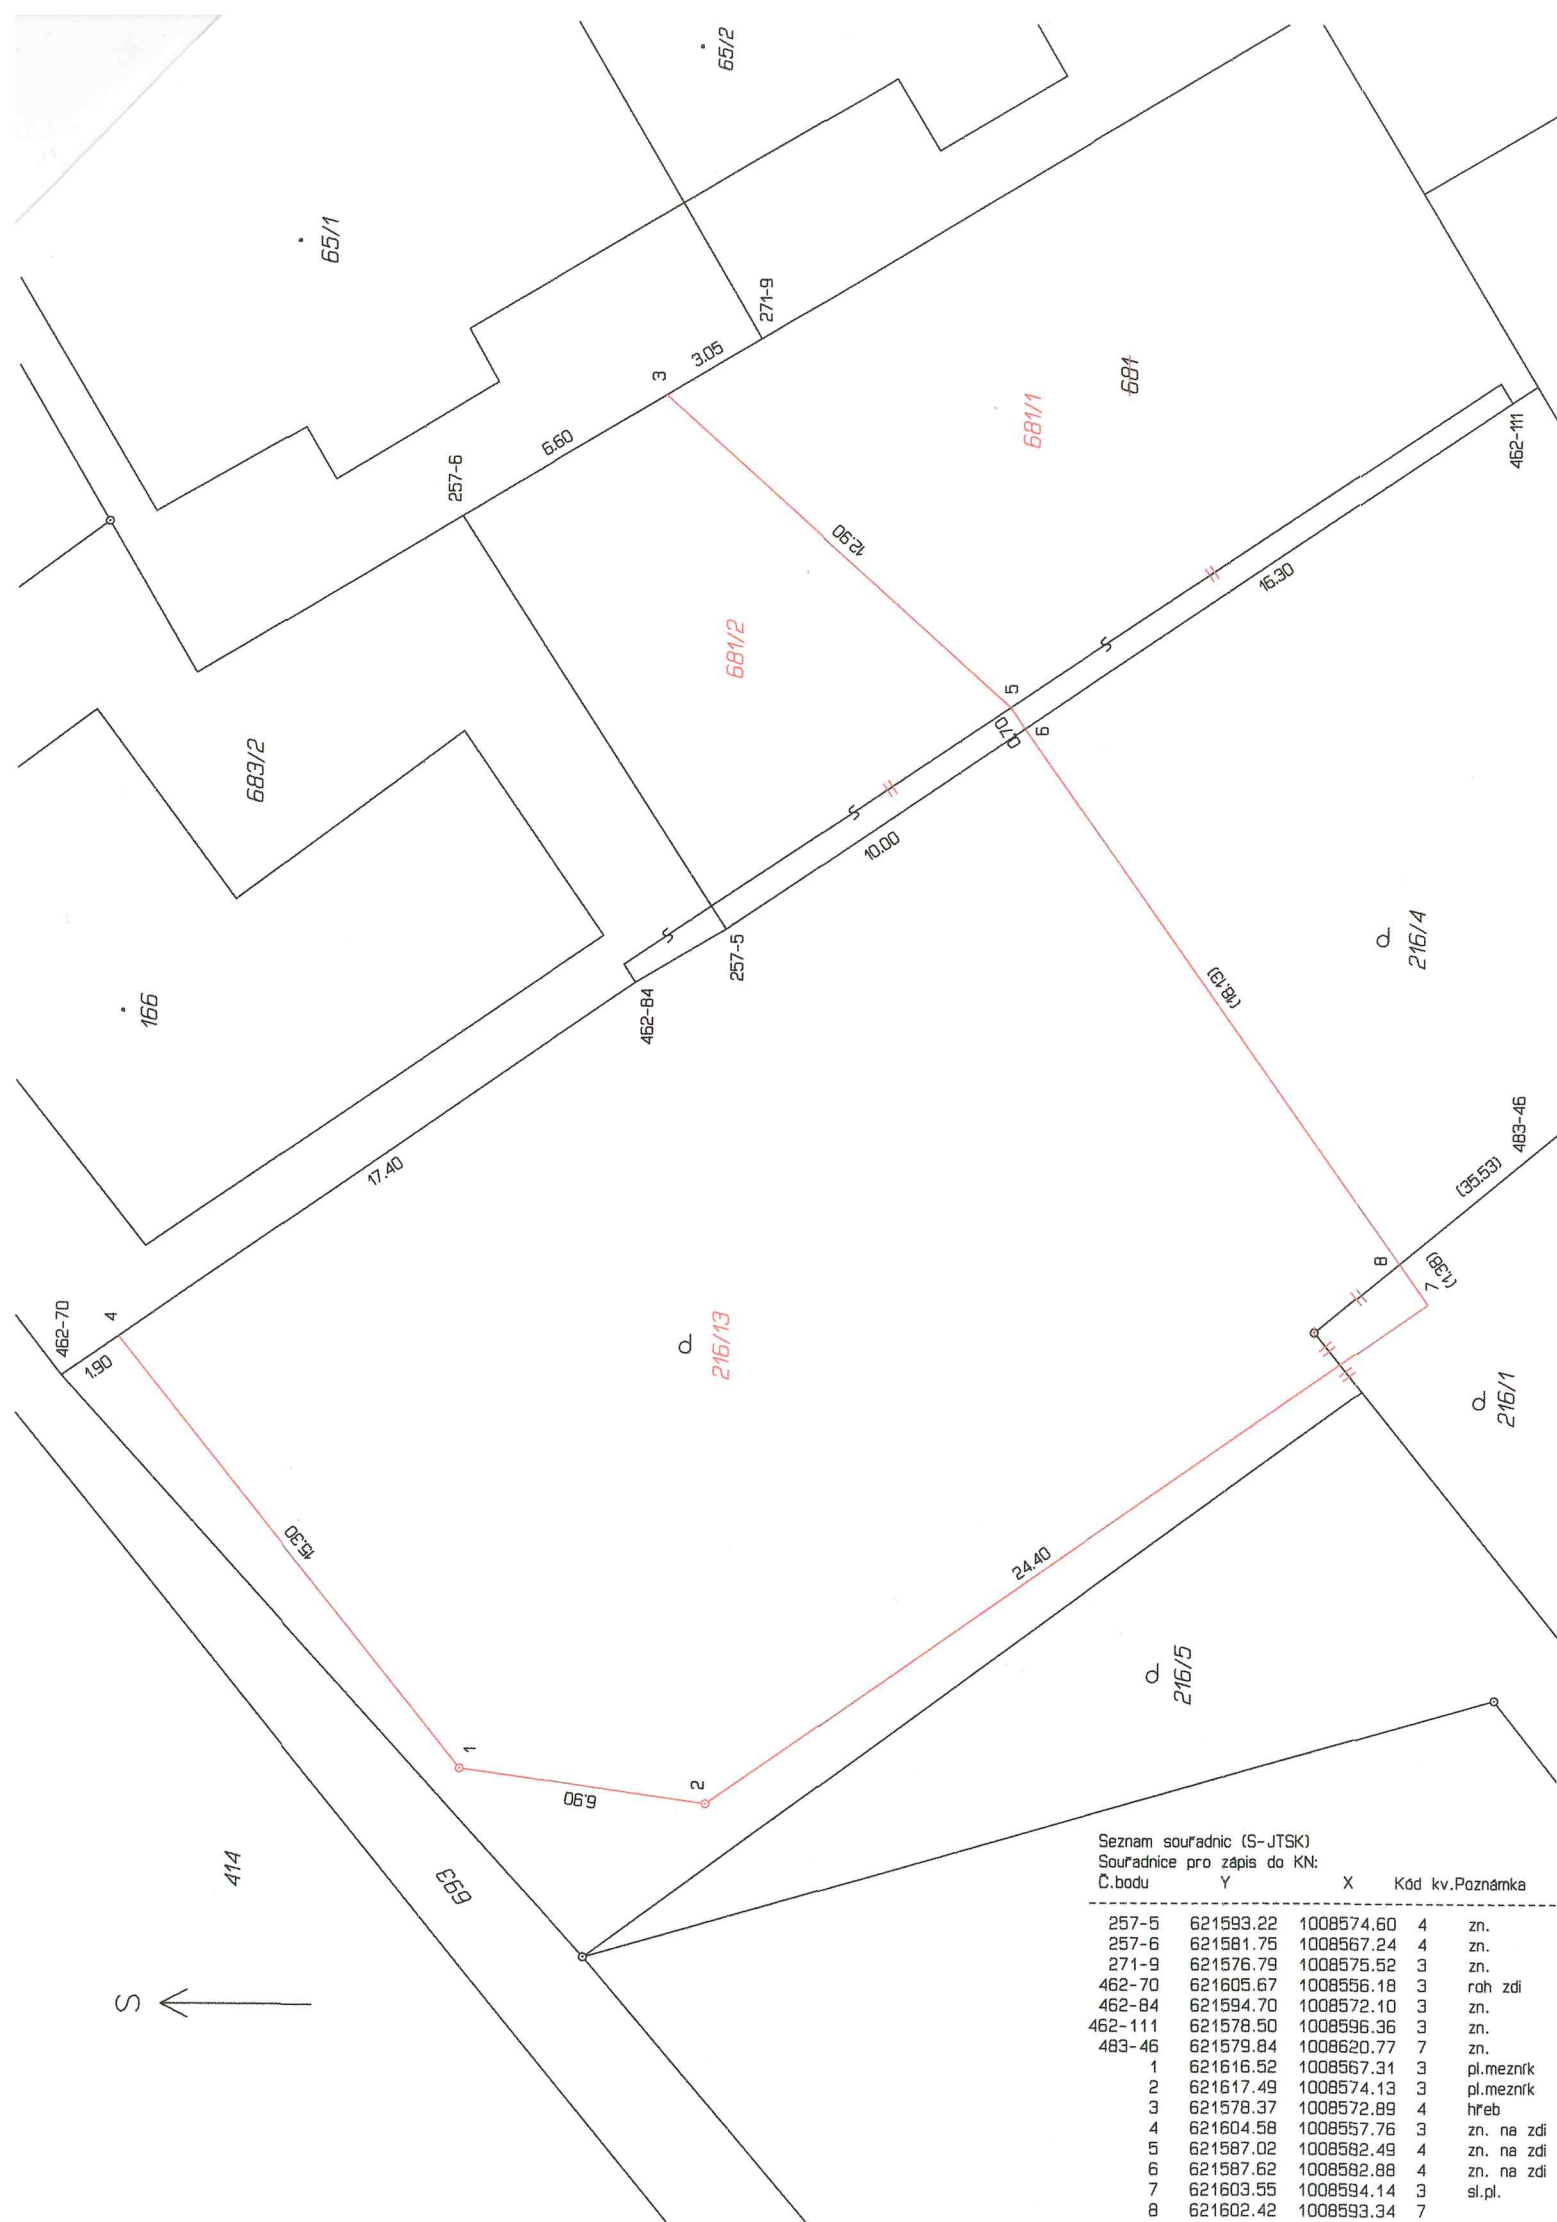 65/2
65/1
271-9
3
3.05
681
681/1
6.60
257-6
462-111
12.90
16.30
681/2
5
0.70
6
683/2
10.00
257-5
216/4
462-84
166
(18.13)
483-46
(35.53)
17.40
8
(1.38)
7
462-70
4
1.90
216/13
216/1
15.30
24.40
216/5
1
2
6.90
414
693
S
Seznam souřadnic (S-JTSK)
Souřadnice pro zápis do KN:
Č.bodu Y X Kód kv.Poznámka
257-5 621593.22 1008574.60 4 zn.
257-6 621581.75 1008567.24 4 zn.
271-9 621576.79 1008575.52 3 zn.
462-70 621605.67 1008556.18 3 roh zdi
462-84 621594.70 1008572.10 3 zn.
462-111 621578.50 1008596.36 3 zn.
483-46 621579.84 1008620.77 7 zn.
1 621616.52 1008567.31 3 pl.mezník
2 621617.49 1008574.13 3 pl.mezník
3 621578.37 1008572.89 4 hřeb
4 621604.58 1008557.76 3 zn. na zdi
5 621587.02 1008582.49 4 zn. na zdi
6 621587.62 1008582.88 4 zn. na zdi
7 621603.55 1008594.14 3 sl.pl.
8 621602.42 1008593.34 7